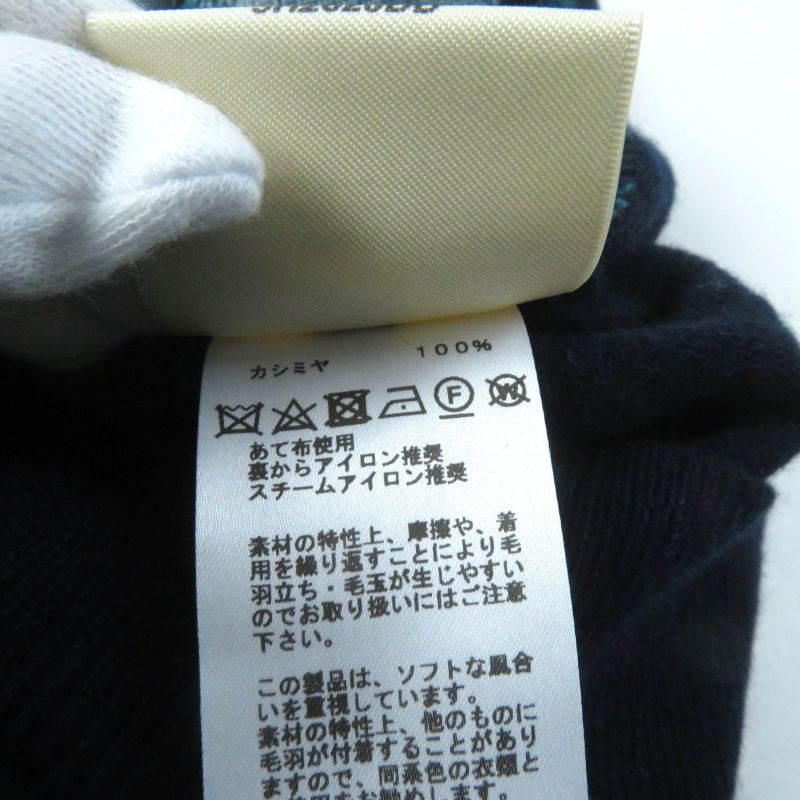 カシミヤ 100%
F W
あて布使用
裏からアイロン推奨
スチームアイロン推奨
素材の特性上、摩擦や、着
用を繰り返すことにより毛
羽立ち・毛玉が生じやすい
のでお取り扱いにはご注意
下さい。
この製品は、ソフトな風合
いを重視しています。
素材の特性上、他のものに
毛羽が付着することがあり
ますので、同系色の衣類と